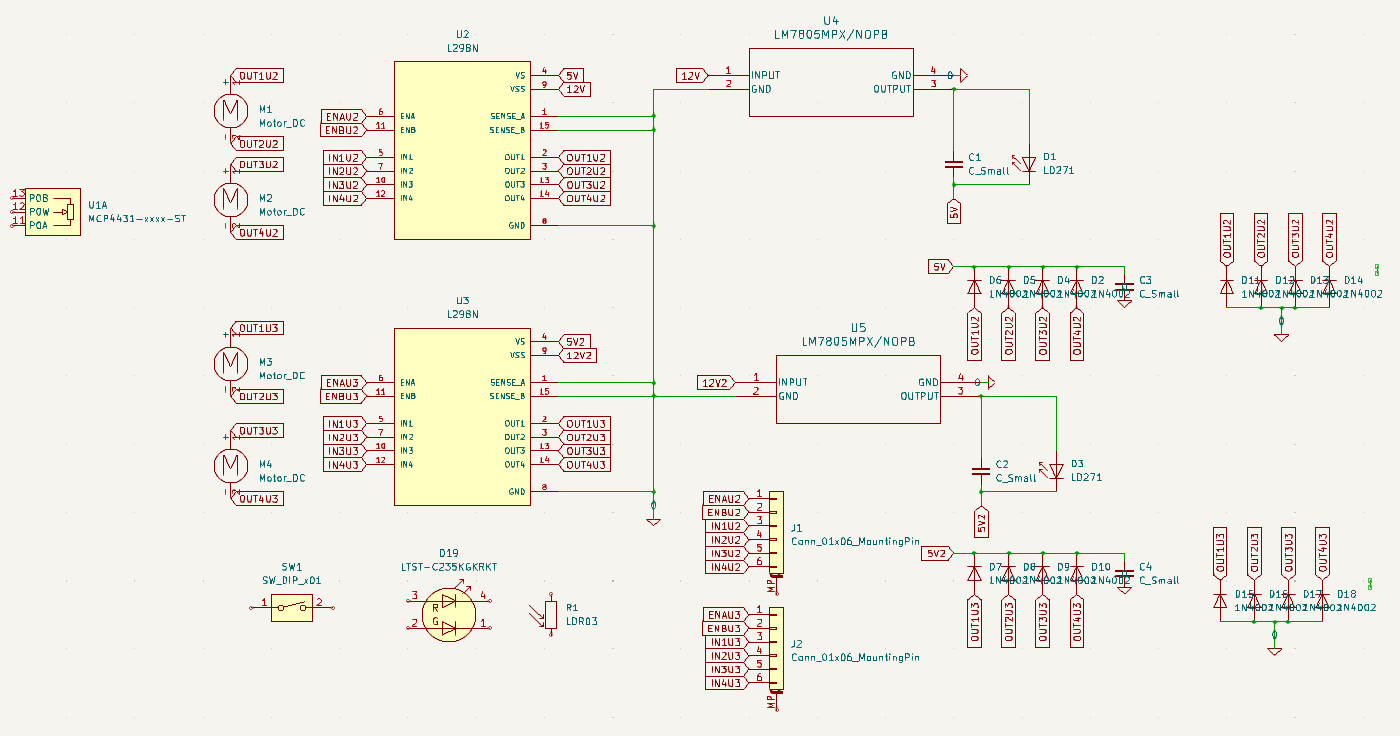 U2
L298N
U4
LM7805MPX/NOPB
OUT1U2
M1
Motor_DC
OUT2U2
OUT3U2
M2
Motor_DC
OUT4U2
13
12
11
P0B
P0W
P0A
U1A
MCP4431-xxxx-ST
ENAU2 6 ENA
ENBU2 11 ENB
IN1U2 5 IN1
IN2U2 7 IN2
IN3U2 10 IN3
IN4U2 12 IN4
VS 4 5V
VSS 9 12V
SENSE_A 1
SENSE_B 15
OUT1 2 OUT1U2
OUT2 3 OUT2U2
OUT3 13 OUT3U2
OUT4 14 OUT4U2
GND 8
12V 1 INPUT
2 GND
GND 4 0
OUTPUT 3
C1
C_Small
D1
LD271
5V
5V
D6
1N4002
D5
1N4002
D4
1N4002
D2
1N4002
C3
C_Small
OUT1U2
OUT2U2
OUT3U2
OUT4U2
OUT1U2
OUT2U2
OUT3U2
OUT4U2
D11
1N4002
D12
1N4002
D13
1N4002
D14
1N4002
0
U3
L298N
U5
LM7805MPX/NOPB
OUT1U3
M3
Motor_DC
OUT2U3
OUT3U3
M4
Motor_DC
OUT4U3
ENAU3 6 ENA
ENBU3 11 ENB
IN1U3 5 IN1
IN2U3 7 IN2
IN3U3 10 IN3
IN4U3 12 IN4
VS 4 5V2
VSS 9 12V2
SENSE_A 1
SENSE_B 15
OUT1 2 OUT1U3
OUT2 3 OUT2U3
OUT3 13 OUT3U3
OUT4 14 OUT4U3
GND 8
0
12V2 1 INPUT
2 GND
GND 4 0
OUTPUT 3
C2
C_Small
D3
LD271
5V2
ENAU2 1
ENBU2 2
IN1U2 3
IN2U2 4
IN3U2 5
IN4U2 6
MP
J1
Conn_01x06_MountingPin
5V2
D7
1N4002
D8
1N4002
D9
1N4002
D10
1N4002
C4
C_Small
OUT1U3
OUT2U3
OUT3U3
OUT4U3
OUT1U3
OUT2U3
OUT3U3
OUT4U3
D15
1N4002
D16
1N4002
D17
1N4002
D18
1N4002
0
SW1
SW_DIP_x01
1 2
D19
LTST-C235KGKRKT
3 R 4
2 G 1
R1
LDR03
ENAU3 1
ENBU3 2
IN1U3 3
IN2U3 4
IN3U3 5
IN4U3 6
MP
J2
Conn_01x06_MountingPin